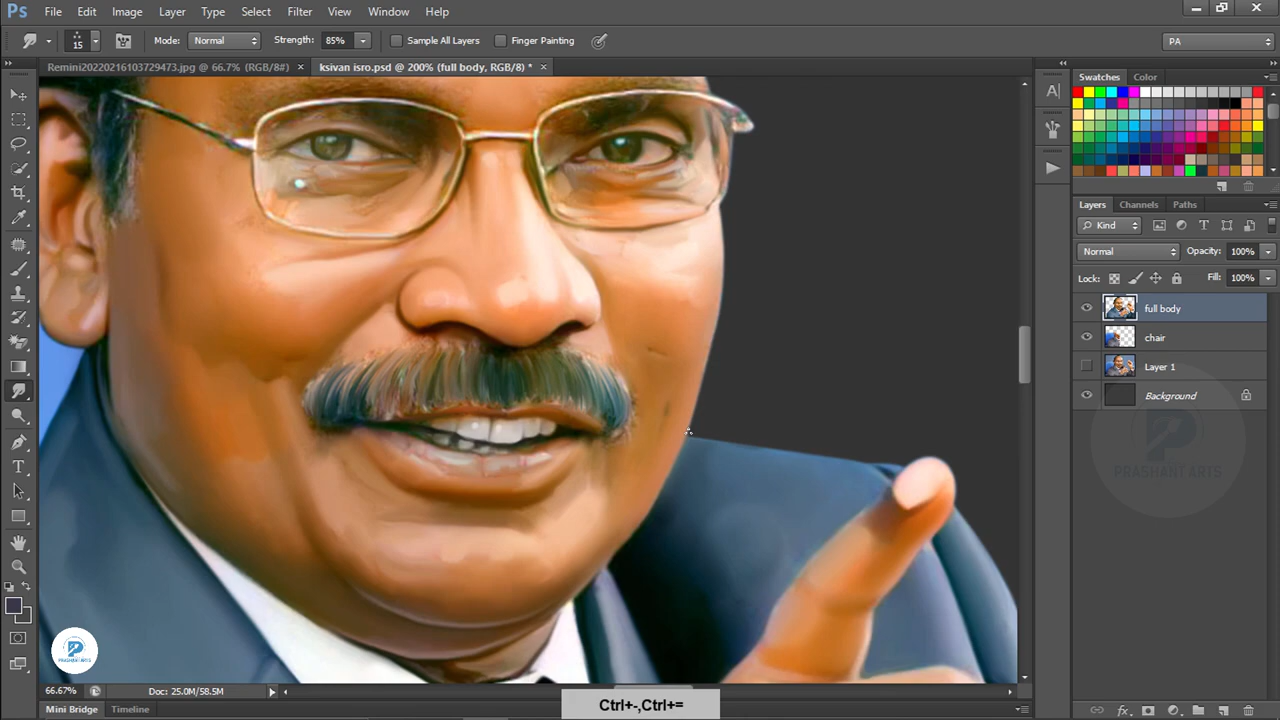 Ps File Edit Image Layer Type Select Filter View Window Help
15 Mode: Normal Strength: 85% Sample All Layers Finger Painting PA
Remini20220216103729473.jpg @ 66.7% (RGB/8#) × ksivan isro.psd @ 200% (full body, RGB/8) * ×
Swatches Color
Layers Channels Paths
Kind
Normal Opacity: 100%
Lock: Fill: 100%
full body
chair
Layer 1
Background
PRASHANT ARTS
PRASHANT ARTS
66.67% Doc: 25.0M/58.5M
Ctrl+-,Ctrl+=
Mini Bridge Timeline